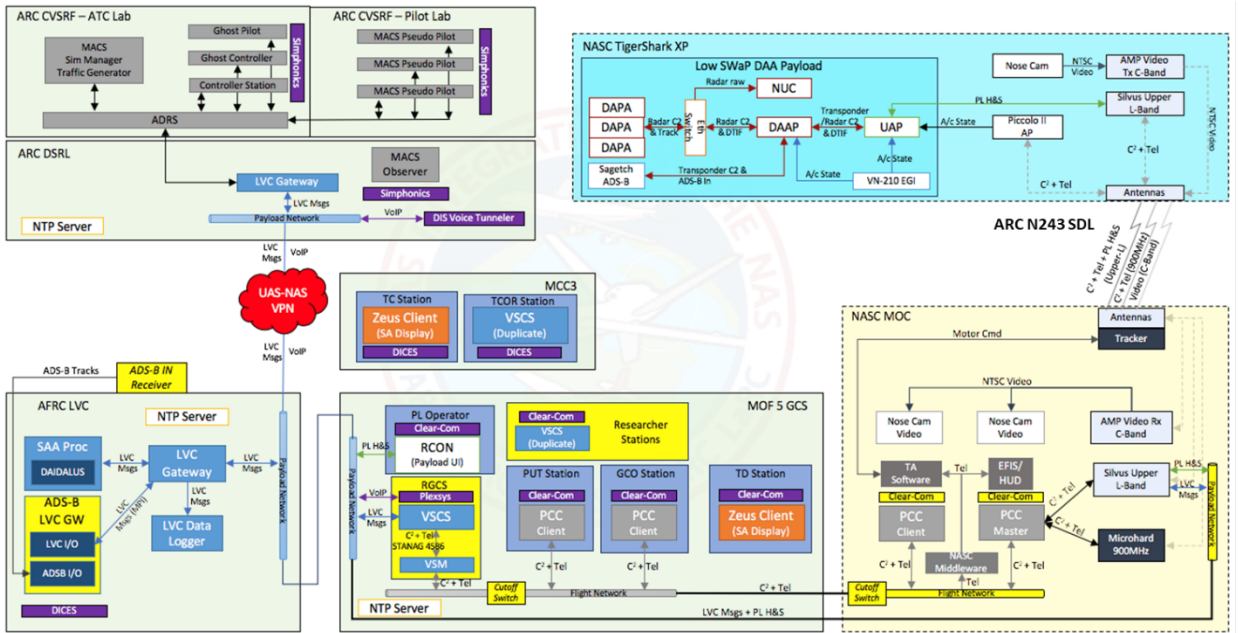 ARC CVSRF – ATC Lab
MACS
Sim Manager
Traffic Generator
Ghost Pilot
Ghost Controller
Controller Station
Simphonics
ADRS
ARC CVSRF – Pilot Lab
MACS Pseudo Pilot
MACS Pseudo Pilot
MACS Pseudo Pilot
Simphonics
ARC DSRL
LVC Gateway
LVC Msgs
Payload Network
MACS
Observer
Simphonics
VoIP
DIS Voice Tunneler
NTP Server
LVC
Msgs
VoIP
UAS-NAS
VPN
LVC
Msgs
VoIP
NASC TigerShark XP
Low SWaP DAA Payload
Radar raw
NUC
DAPA
DAPA
DAPA
Radar C2
& Track
Eth
Switch
Radar C2
& DTIF
DAAP
Transponder
/Radar C2
& DTIF
UAP
Sagetch
ADS-B
Transponder C2 &
ADS-B In
A/c State
A/c State
VN-210 EGI
Nose Cam
NTSC
Video
AMP Video
Tx C-Band
PL H&S
Silvus Upper
L-Band
A/c State
Piccolo II
AP
C² + Tel
C² + Tel
NTSC Video
Antennas
ARC N243 SDL
C² + Tel + PL H&S
(Upper-L)
C² + Tel (900MHz)
Video (C-Band)
MCC3
TC Station
Zeus Client
(SA Display)
DICES
TCOR Station
VSCS
(Duplicate)
DICES
ADS-B Tracks
ADS-B IN
Receiver
AFRC LVC
NTP Server
SAA Proc
DAIDALUS
LVC
Msgs
LVC
Gateway
LVC
Msgs
Payload Network
ADS-B
LVC GW
LVC I/O
ADSB I/O
LVC
Msgs (MPI)
LVC
Msgs
LVC Data
Logger
DICES
MOF 5 GCS
PL Operator
Clear-Com
RCON
(Payload UI)
PL H&S
Payload Network
RGCS
Plexsys
VoIP
VSCS
LVC
Msgs
C² + Tel
STANAG 4586
VSM
C² + Tel
Clear-Com
VSCS
(Duplicate)
Researcher
Stations
PUT Station
Clear-Com
PCC
Client
C² + Tel
GCO Station
Clear-Com
PCC
Client
C² + Tel
TD Station
Clear-Com
Zeus Client
(SA Display)
NTP Server
Cutoff
Switch
Flight Network
C² + Tel
LVC Msgs + PL H&S
NASC MOC
Antennas
Tracker
Motor Cmd
NTSC Video
Nose Cam
Video
Nose Cam
Video
AMP Video Rx
C-Band
TA
Software
Tel
EFIS/
HUD
Clear-Com
Clear-Com
PCC
Client
PCC
Master
C² + Tel
C² + Tel
Silvus Upper
L-Band
PL H&S
LVC
Msgs
Payload Network
Microhard
900MHz
NASC
Middleware
C² + Tel
Tel
C² + Tel
Cutoff
Switch
Flight Network